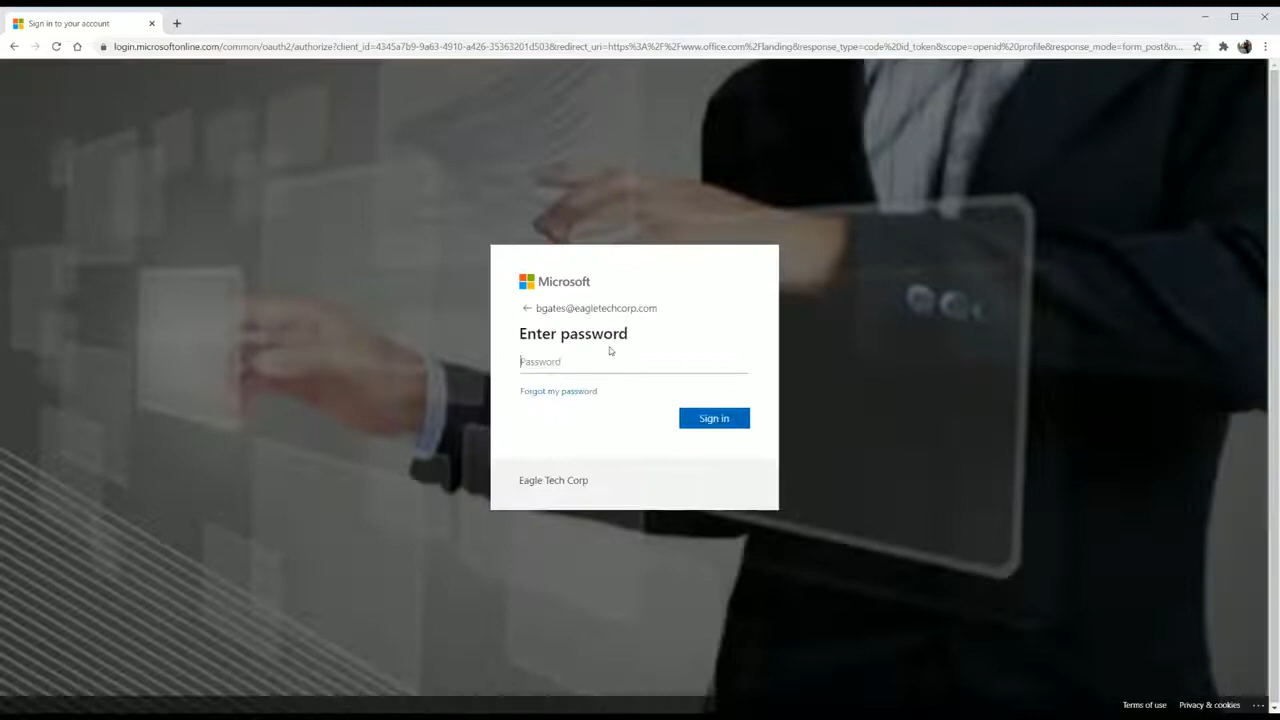 Sign in to your account
login.microsoftonline.com/common/oauth2/authorize?client_id=4345a7b9-9a63-4910-a426-35363201d503&redirect_uri=https%3A%2F%2Fwww.office.com%2Flanding&response_type=code%20id_token&scope=openid%20profile&response_mode=form_post&n...
Microsoft
bgates@eagletechcorp.com
Enter password
Password
Forgot my password
Sign in
Eagle Tech Corp
Terms of use Privacy & cookies ...